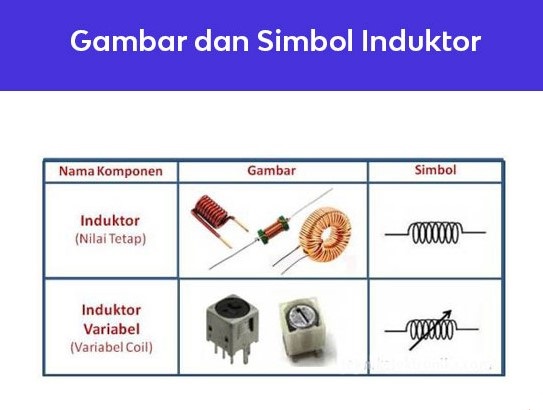 Gambar dan Simbol Induktor
Nama Komponen
Gambar
Simbol
Induktor
(Nilai Tetap)
Induktor
Variabel
(Variabel Coil)